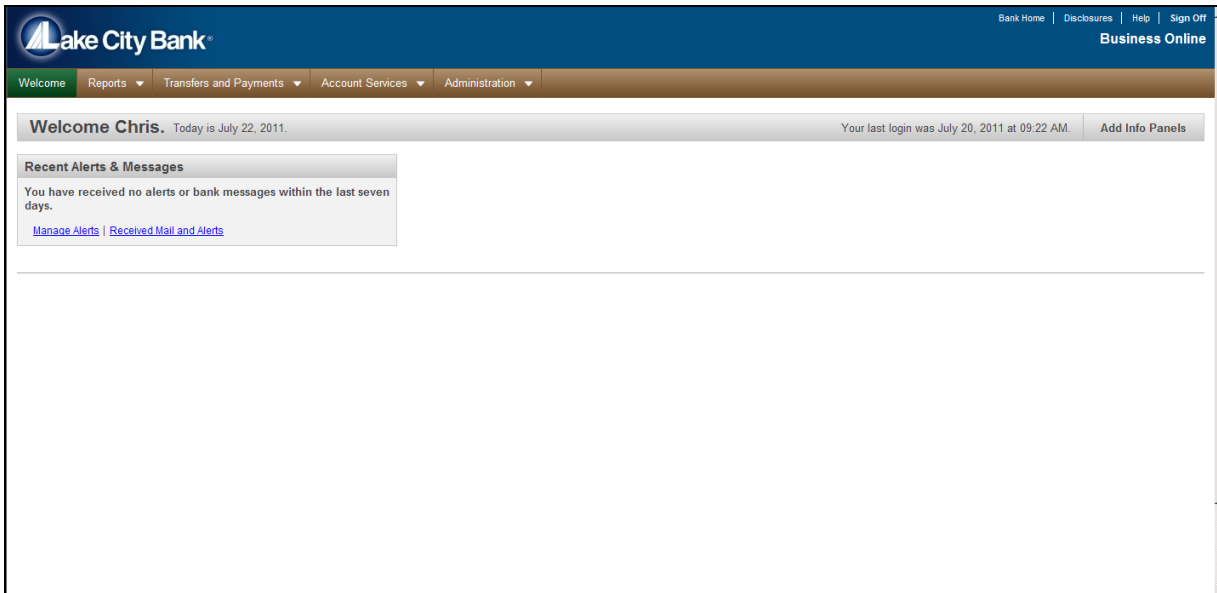 Bank Home | Disclosures | Help | Sign Off
Lake City Bank®
Business Online
Welcome Reports Transfers and Payments Account Services Administration
Welcome Chris. Today is July 22, 2011. Your last login was July 20, 2011 at 09:22 AM. Add Info Panels
Recent Alerts & Messages
You have received no alerts or bank messages within the last seven
days.
Manage Alerts | Received Mail and Alerts